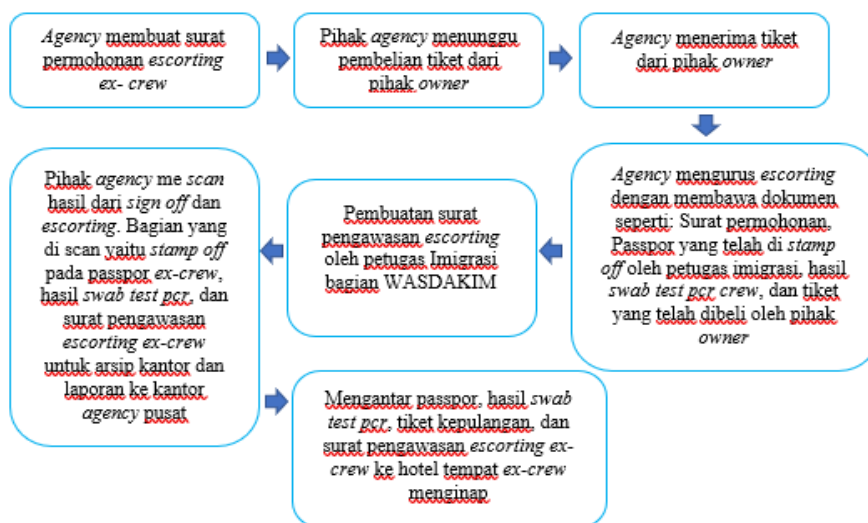 Agency membuat surat
permohonan escorting
ex- crew
Pihak agency menunggu
pembelian tiket dari
pihak owner
Agency menerima tiket
dari pihak owner
Agency mengurus escorting
dengan membawa dokumen
seperti: Surat permohonan,
Passpor yang telah di stamp
off oleh petugas imigrasi, hasil
swab test pcr crew, dan tiket
yang telah dibeli oleh pihak
owner
Pembuatan surat
pengawasan escorting
oleh petugas Imigrasi
bagian WASDAKIM
Pihak agency me scan
hasil dari sign off dan
escorting. Bagian yang
di scan yaitu stamp off
pada passpor ex-crew,
hasil swab test pcr, dan
surat pengawasan
escorting ex-crew
untuk arsip kantor dan
laporan ke kantor
agency pusat
Mengantar passpor, hasil swab
test pcr, tiket kepulangan, dan
surat pengawasan escorting ex-
crew ke hotel tempat ex-crew
menginap